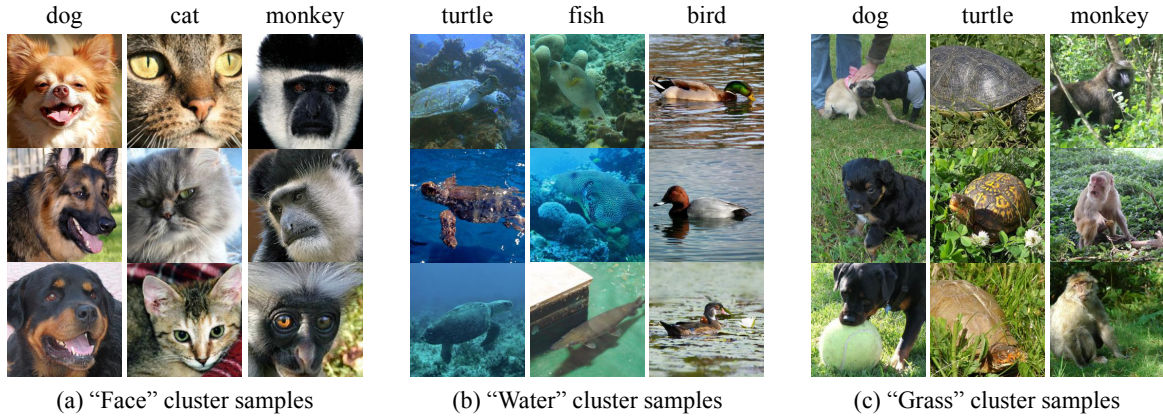 dog cat monkey turtle fish bird dog turtle monkey
(a) “Face” cluster samples (b) “Water” cluster samples (c) “Grass” cluster samples